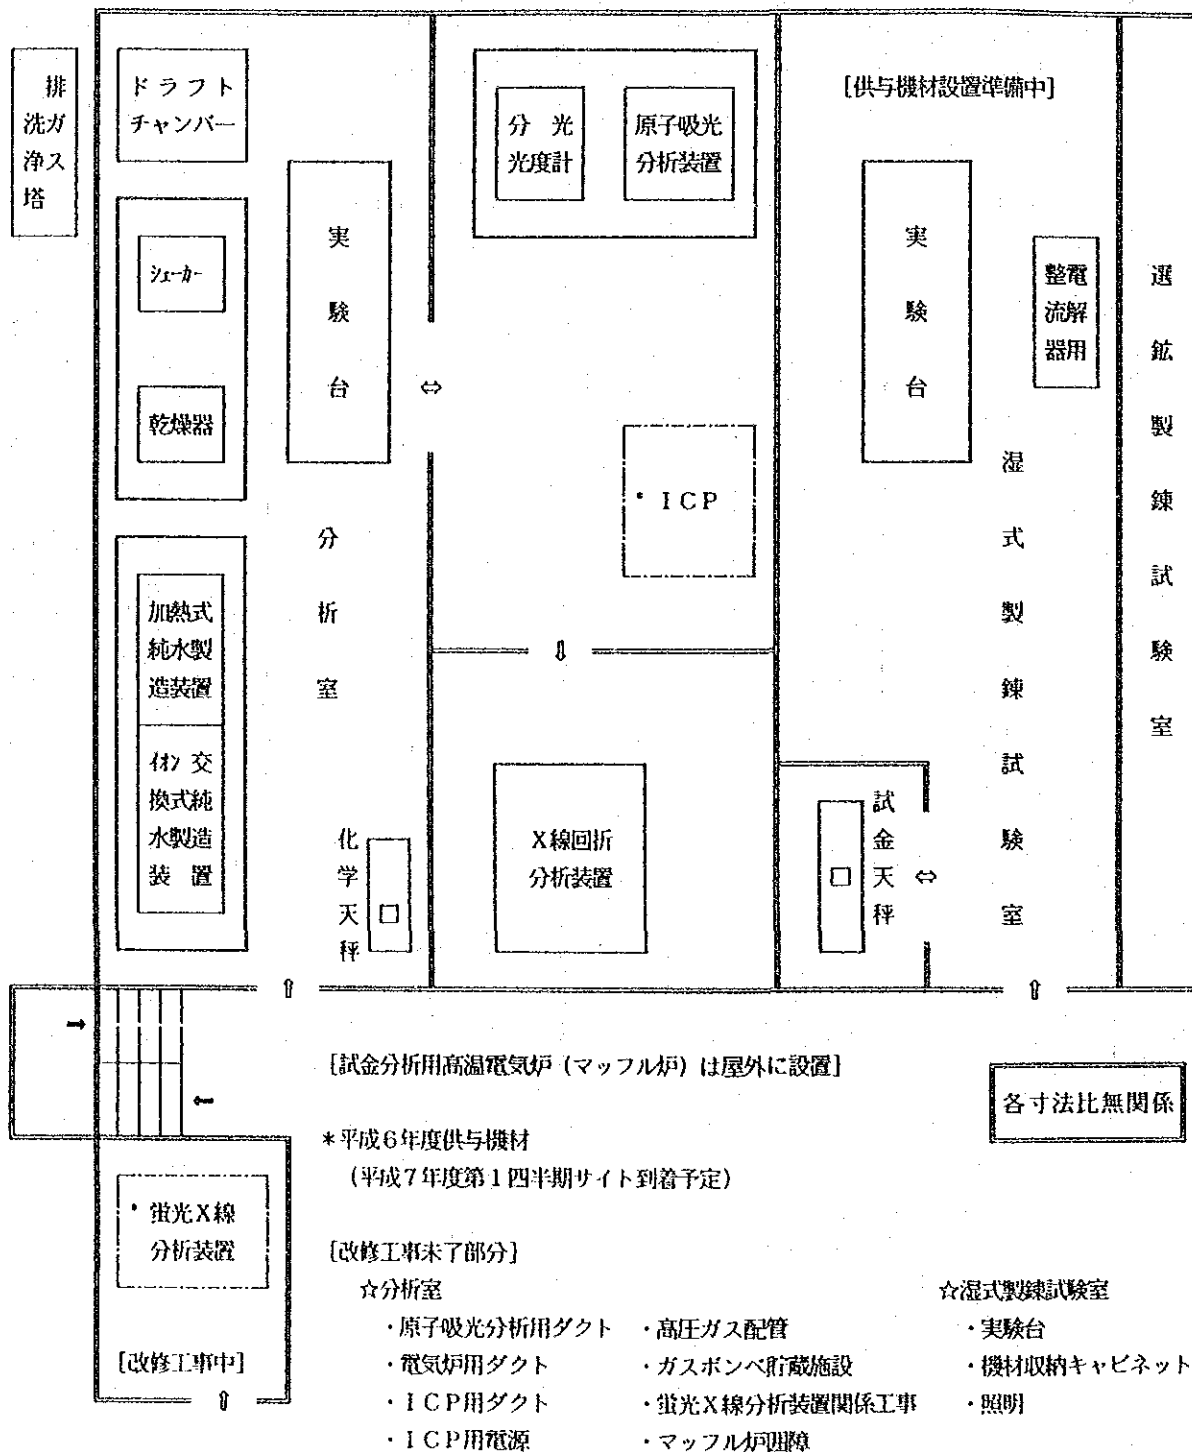 排ガス洗浄塔
ドラフト
チャンバー
シェーカー
乾燥器
加熱式
純水製
造装置
イオン交
換式純
水製造
装置
実験台
分析室
化学天秤
分光
光度計
原子吸光
分析装置
* ICP
X線回折
分析装置
[供与機材設置準備中]
実験台
電解用整流器
湿式製錬試験室
試金天秤
選鉱製錬試験室
[試金分析用高温電気炉(マッフル炉)は屋外に設置]
各寸法比無関係
*平成6年度供与機材
(平成7年度第1四半期サイト到着予定)
* 蛍光X線
分析装置
[改修工事中]
[改修工事未了部分]
☆分析室
・原子吸光分析用ダクト
・電気炉用ダクト
・ICP用ダクト
・ICP用電源
・高圧ガス配管
・ガスボンベ貯蔵施設
・蛍光X線分析装置関係工事
・マッフル炉囲障
☆湿式製錬試験室
・実験台
・機材収納キャビネット
・照明